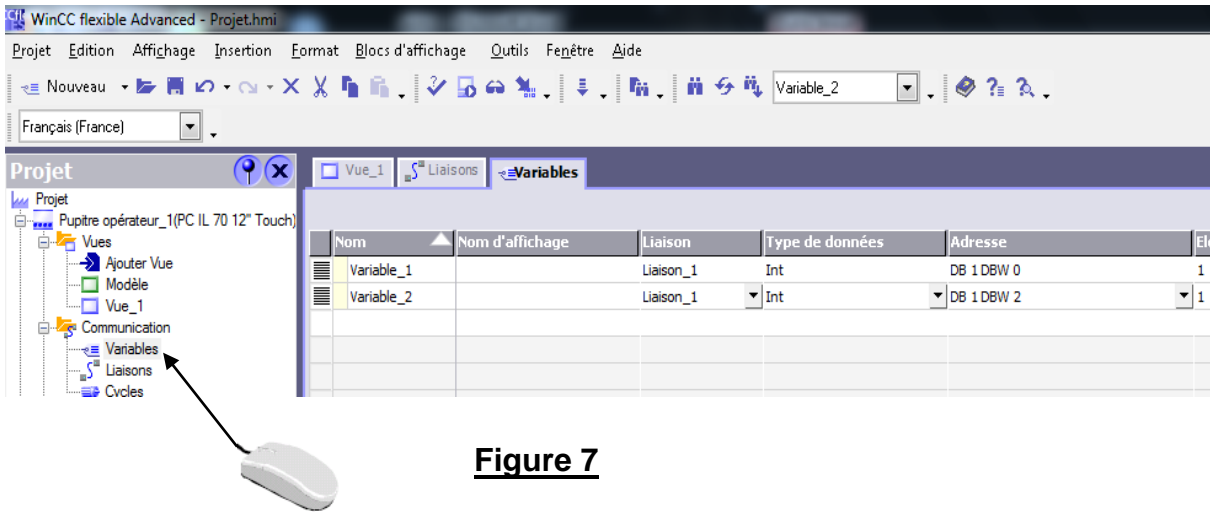 WinCC flexible Advanced - Projet.hmi
Projet Edition Affichage Insertion Format Blocs d'affichage Outils Fenêtre Aide
Nouveau Variable_2
Français (France)
Projet
Vue_1 Liaisons Variables
Projet
Pupitre opérateur_1(PC IL 70 12" Touch)
Vues
Ajouter Vue
Modèle
Vue_1
Communication
Variables
Liaisons
Cycles
Nom Nom d'affichage Liaison Type de données Adresse
Variable_1 Liaison_1 Int DB 1 DBW 0 1
Variable_2 Liaison_1 Int DB 1 DBW 2 1
Figure 7